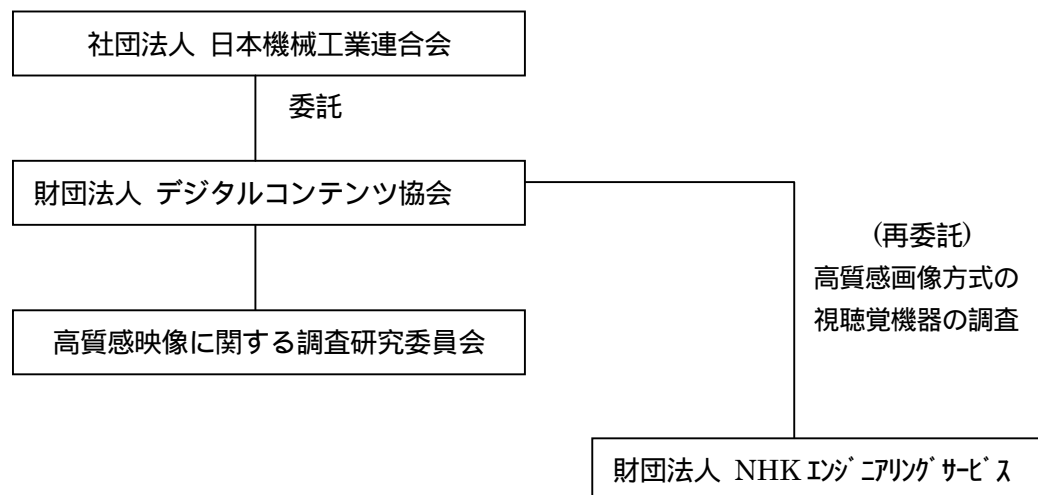 社団法人 日本機械工業連合会
委託
財団法人 デジタルコンテンツ協会
(再委託)
高質感画像方式の
視聴覚機器の調査
高質感映像に関する調査研究委員会
財団法人 NHK ｴﾝｼﾞﾆｱﾘﾝｸﾞｻｰﾋﾞｽ